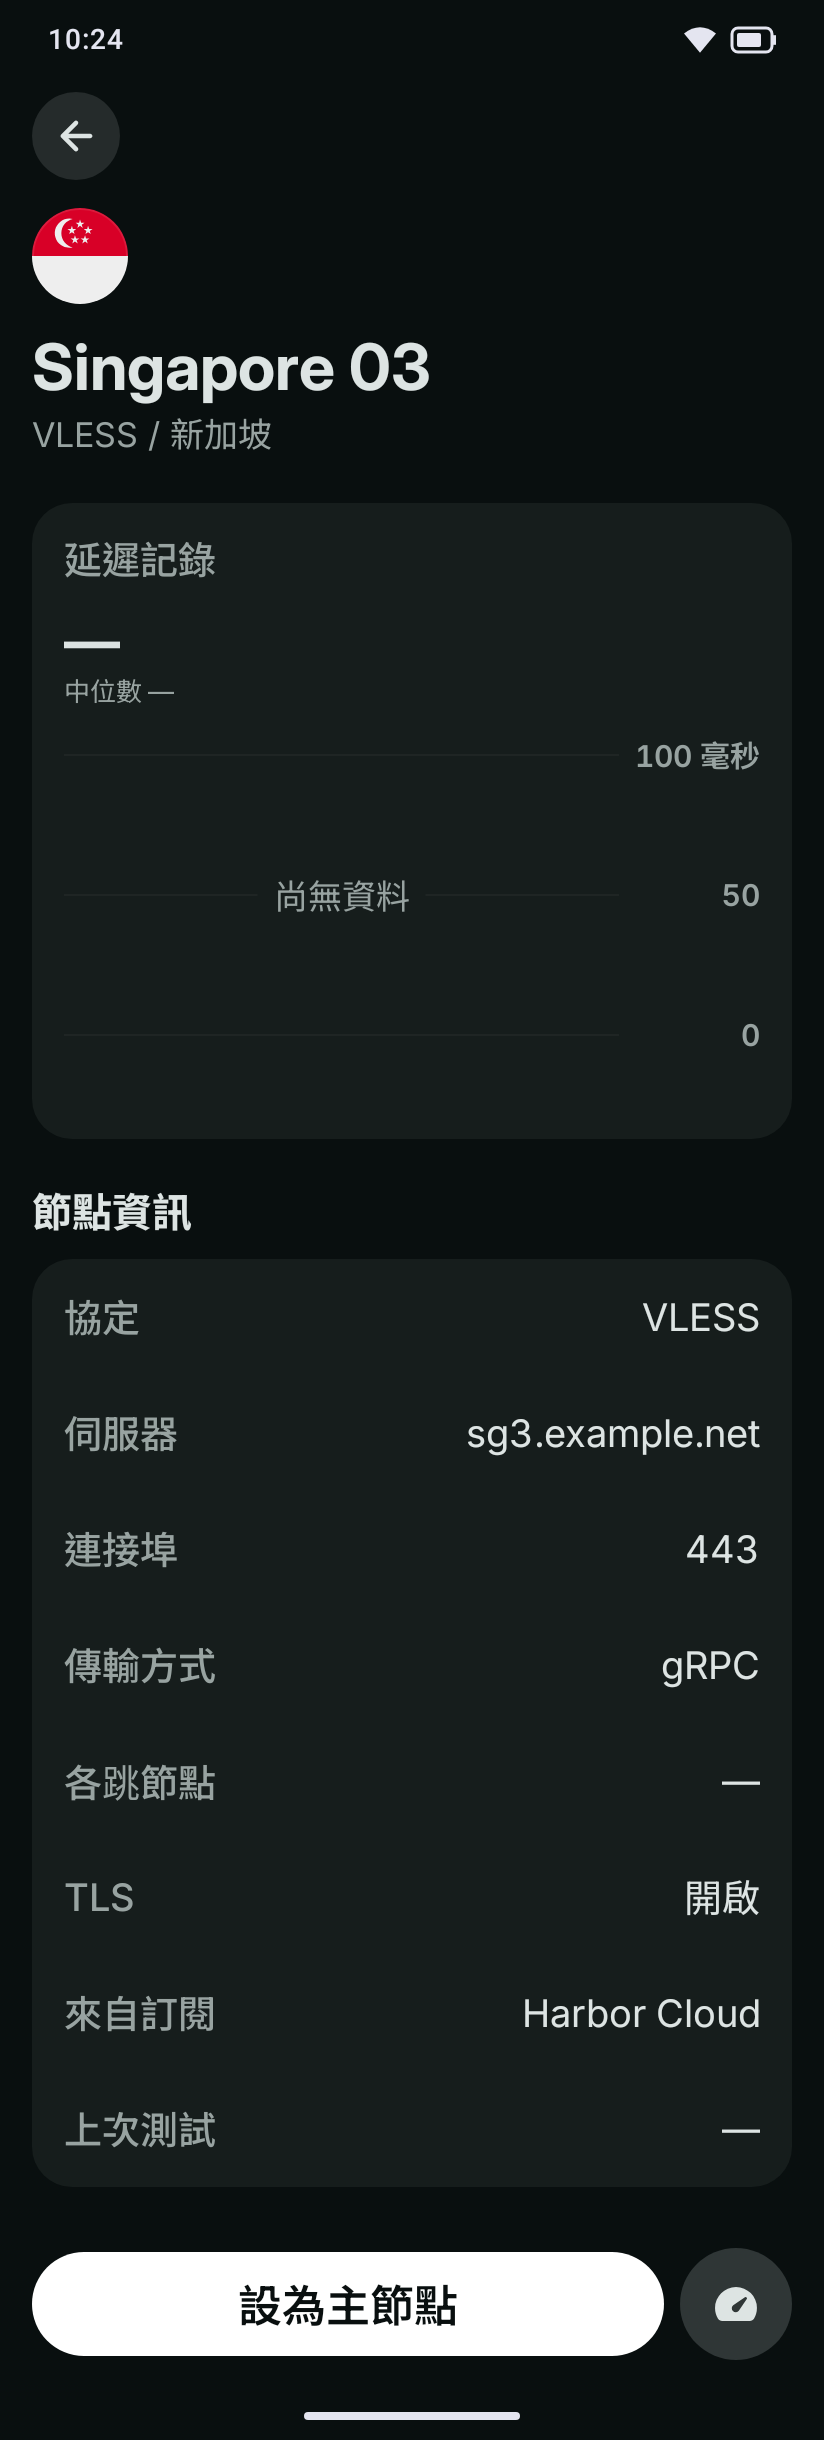 10:24
Singapore 03
VLESS / 新加坡
延遲記錄
—
中位數 —
100 毫秒
尚無資料
50
0
節點資訊
協定 VLESS
伺服器 sg3.example.net
連接埠 443
傳輸方式 gRPC
各跳節點 —
TLS 開啟
來自訂閱 Harbor Cloud
上次測試 —
設為主節點